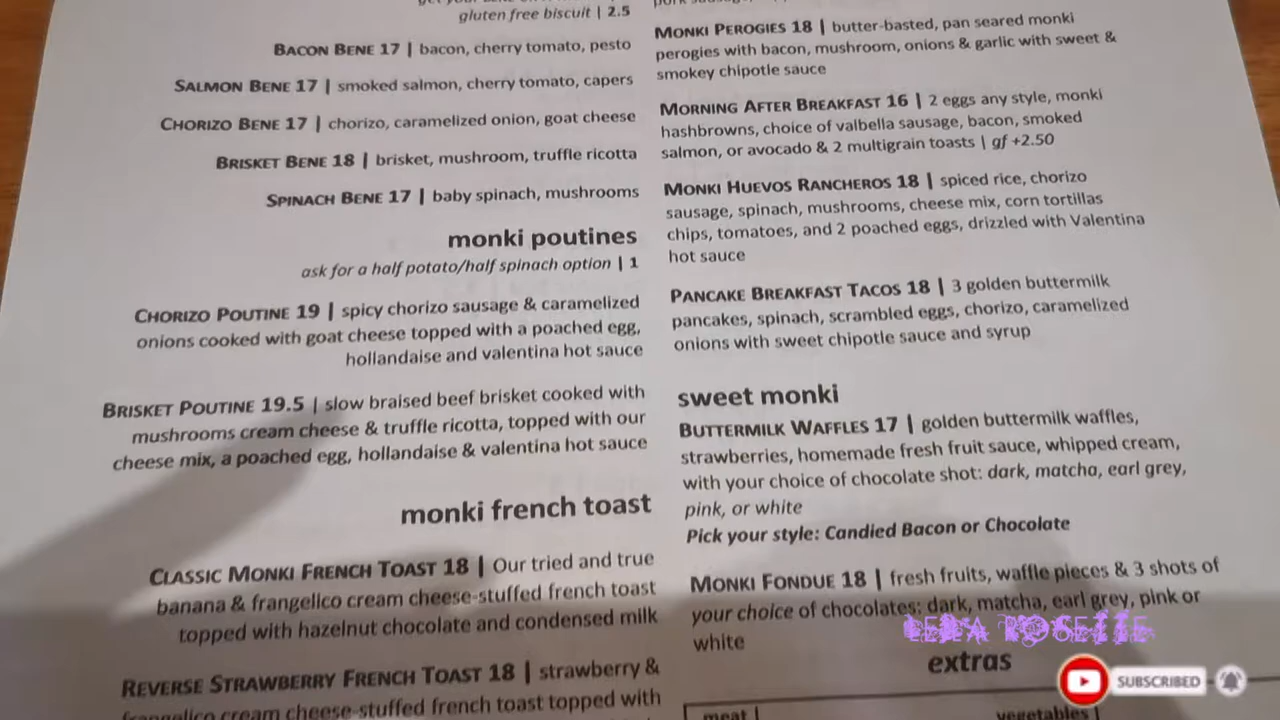 gluten free biscuit | 2.5
BACON BENE 17 | bacon, cherry tomato, pesto
SALMON BENE 17 | smoked salmon, cherry tomato, capers
CHORIZO BENE 17 | chorizo, caramelized onion, goat cheese
BRISKET BENE 18 | brisket, mushroom, truffle ricotta
SPINACH BENE 17 | baby spinach, mushrooms
monki poutines
ask for a half potato/half spinach option | 1
CHORIZO POUTINE 19 | spicy chorizo sausage & caramelized
onions cooked with goat cheese topped with a poached egg,
hollandaise and valentina hot sauce
BRISKET POUTINE 19.5 | slow braised beef brisket cooked with
mushrooms cream cheese & truffle ricotta, topped with our
cheese mix, a poached egg, hollandaise & valentina hot sauce
monki french toast
CLASSIC MONKI FRENCH TOAST 18 | Our tried and true
banana & frangelico cream cheese-stuffed french toast
topped with hazelnut chocolate and condensed milk
REVERSE STRAWBERRY FRENCH TOAST 18 | strawberry &
frangelico cream cheese-stuffed french toast topped with
MONKI PEROGIES 18 | butter-basted, pan seared monki
perogies with bacon, mushroom, onions & garlic with sweet &
smokey chipotle sauce
MORNING AFTER BREAKFAST 16 | 2 eggs any style, monki
hashbrowns, choice of valbella sausage, bacon, smoked
salmon, or avocado & 2 multigrain toasts | gf +2.50
MONKI HUEVOS RANCHEROS 18 | spiced rice, chorizo
sausage, spinach, mushrooms, cheese mix, corn tortillas
chips, tomatoes, and 2 poached eggs, drizzled with Valentina
hot sauce
PANCAKE BREAKFAST TACOS 18 | 3 golden buttermilk
pancakes, spinach, scrambled eggs, chorizo, caramelized
onions with sweet chipotle sauce and syrup
sweet monki
BUTTERMILK WAFFLES 17 | golden buttermilk waffles,
strawberries, homemade fresh fruit sauce, whipped cream,
with your choice of chocolate shot: dark, matcha, earl grey,
pink, or white
Pick your style: Candied Bacon or Chocolate
MONKI FONDUE 18 | fresh fruits, waffle pieces & 3 shots of
your choice of chocolates: dark, matcha, earl grey, pink or
white
extras
meat |
vegetables |
SUBSCRIBED